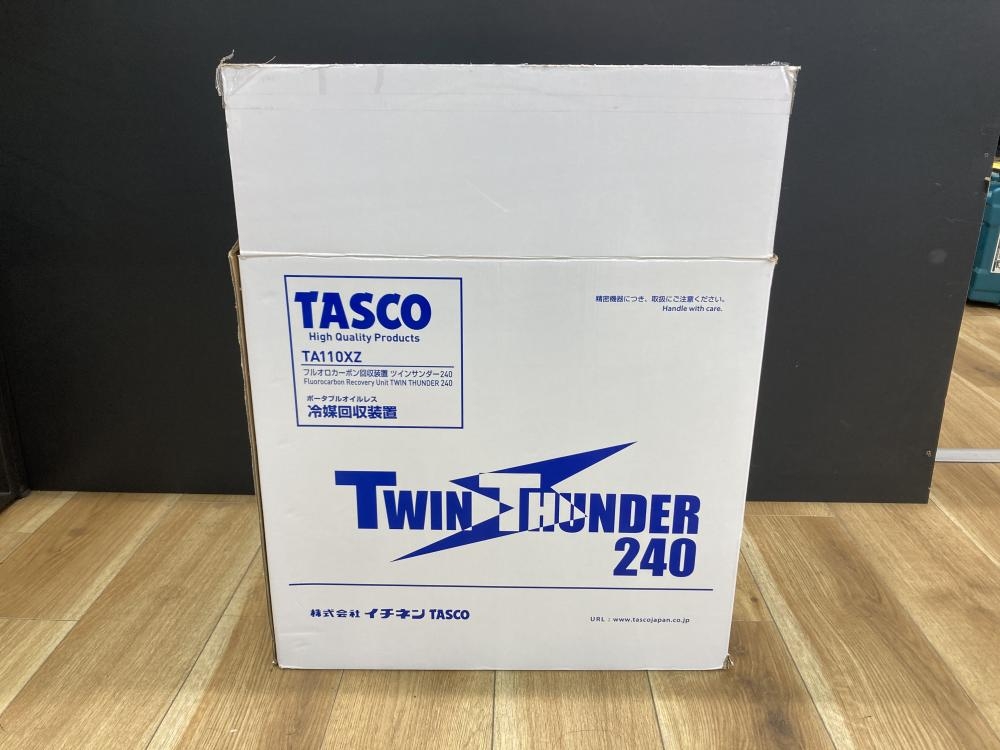 TASCO
High Quality Products
TA110XZ
フルオロカーボン回収装置 ツインサンダー240
Fluorocarbon Recovery Unit TWIN THUNDER 240
ポータブルオイルレス
冷媒回収装置
精密機器につき、取扱にご注意ください。
Handle with care.
TWIN THUNDER
240
株式会社 イチネン TASCO
URL：www.tascojapan.co.jp